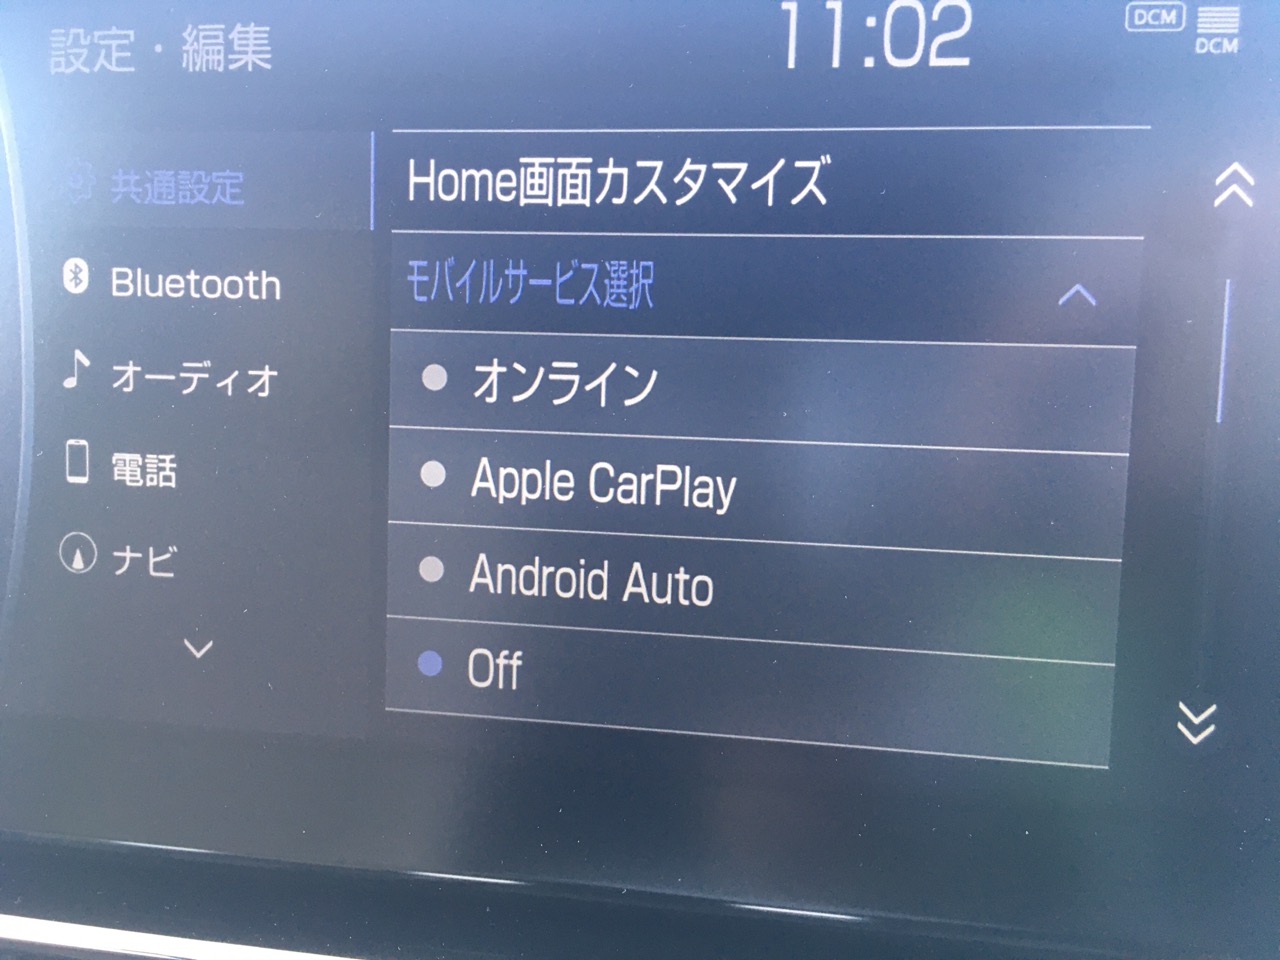 設定・編集
11:02
DCM
DCM
共通設定
Bluetooth
オーディオ
電話
ナビ
Home画面カスタマイズ
モバイルサービス選択
オンライン
Apple CarPlay
Android Auto
Off